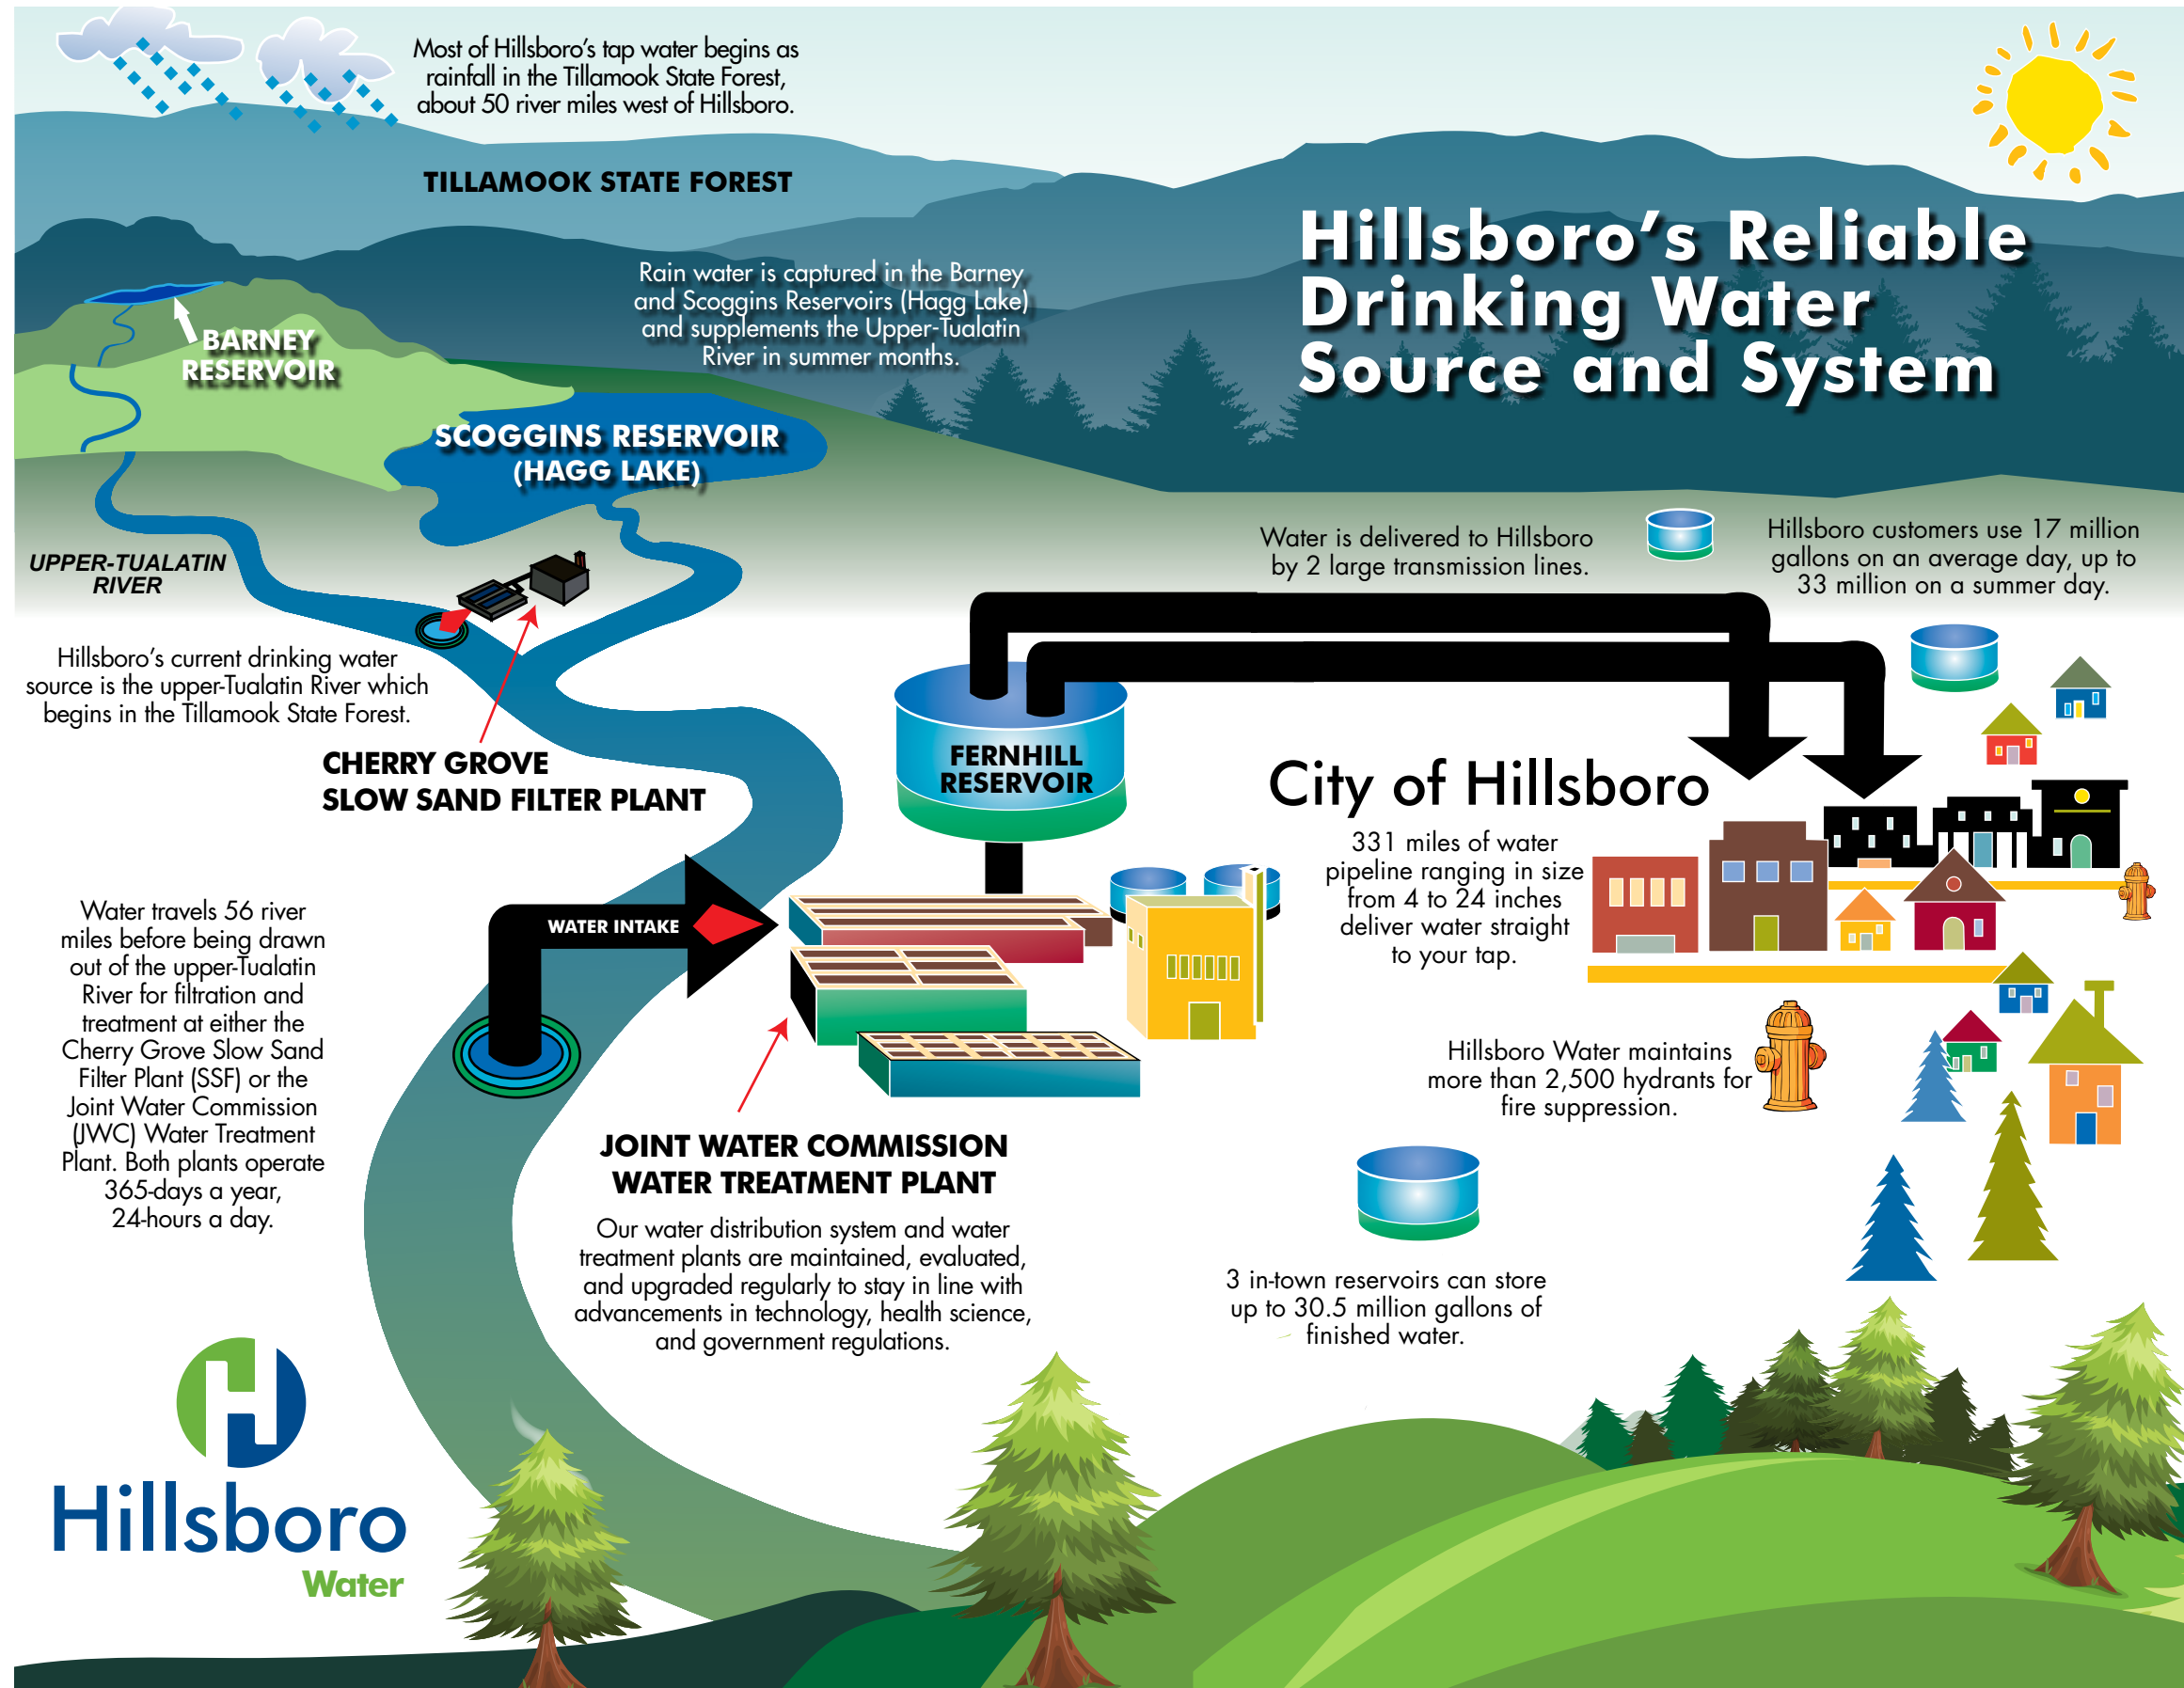 Most of Hillsboro's tap water begins as
rainfall in the Tillamook State Forest,
about 50 river miles west of Hillsboro.
TILLAMOOK STATE FOREST
Hillsboro's Reliable
Drinking Water
Source and System
Rain water is captured in the Barney
and Scoggins Reservoirs (Hagg Lake)
and supplements the Upper-Tualatin
River in summer months.
BARNEY
RESERVOIR
SCOGGINS RESERVOIR
(HAGG LAKE)
UPPER-TUALATIN
RIVER
Water is delivered to Hillsboro
by 2 large transmission lines.
Hillsboro customers use 17 million
gallons on an average day, up to
33 million on a summer day.
Hillsboro's current drinking water
source is the upper-Tualatin River which
begins in the Tillamook State Forest.
CHERRY GROVE
SLOW SAND FILTER PLANT
FERNHILL
RESERVOIR
City of Hillsboro
331 miles of water
pipeline ranging in size
from 4 to 24 inches
deliver water straight
to your tap.
Water travels 56 river
miles before being drawn
out of the upper-Tualatin
River for filtration and
treatment at either the
Cherry Grove Slow Sand
Filter Plant (SSF) or the
Joint Water Commission
(JWC) Water Treatment
Plant. Both plants operate
365-days a year,
24-hours a day.
WATER INTAKE
Hillsboro Water maintains
more than 2,500 hydrants for
fire suppression.
JOINT WATER COMMISSION
WATER TREATMENT PLANT
Our water distribution system and water
treatment plants are maintained, evaluated,
and upgraded regularly to stay in line with
advancements in technology, health science,
and government regulations.
3 in-town reservoirs can store
up to 30.5 million gallons of
finished water.
Hillsboro
Water